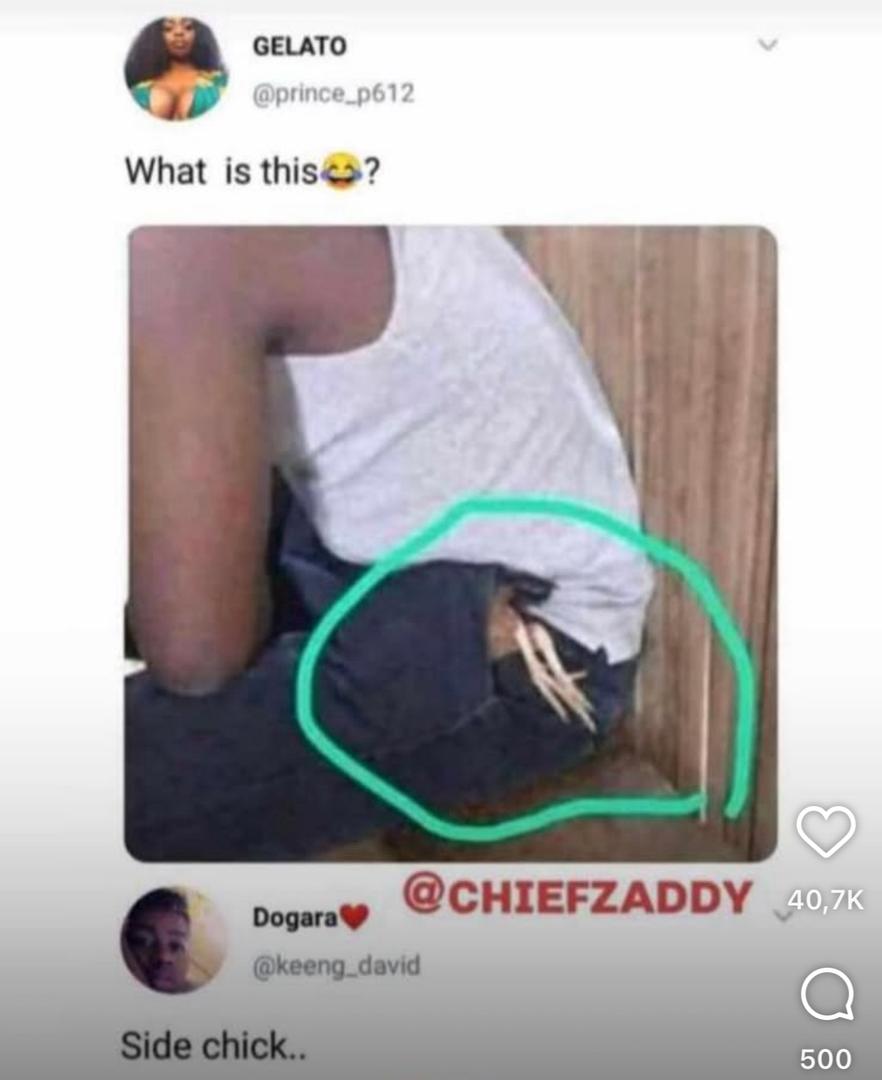 GELATO
@prince_p612
What is this😂?
@CHIEFZADDY
40,7K
Dogara❤️
@keeng_david
Side chick..
500